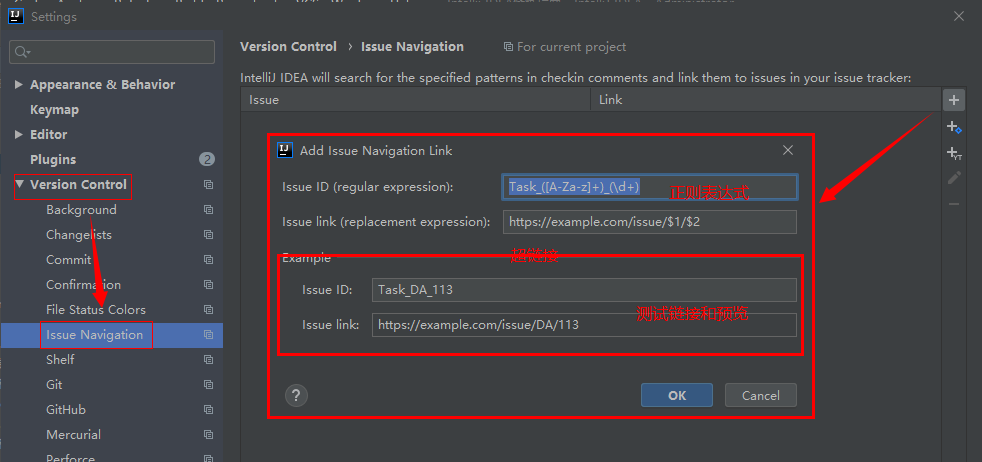 Settings
Version Control › Issue Navigation For current project
IntelliJ IDEA will search for the specified patterns in checkin comments and link them to issues in your issue tracker:
Issue Link
Appearance & Behavior
Keymap
Editor
Plugins 2
Version Control
Background
Changelists
Commit
Confirmation
File Status Colors
Issue Navigation
Shelf
Git
GitHub
Mercurial
Perforce
Add Issue Navigation Link
Issue ID (regular expression): Task_([A-Za-z]+)_(\d+) 正则表达式
Issue link (replacement expression): https://example.com/issue/$1/$2
超链接
Example
Issue ID: Task_DA_113
测试链接和预览
Issue link: https://example.com/issue/DA/113
? OK Cancel